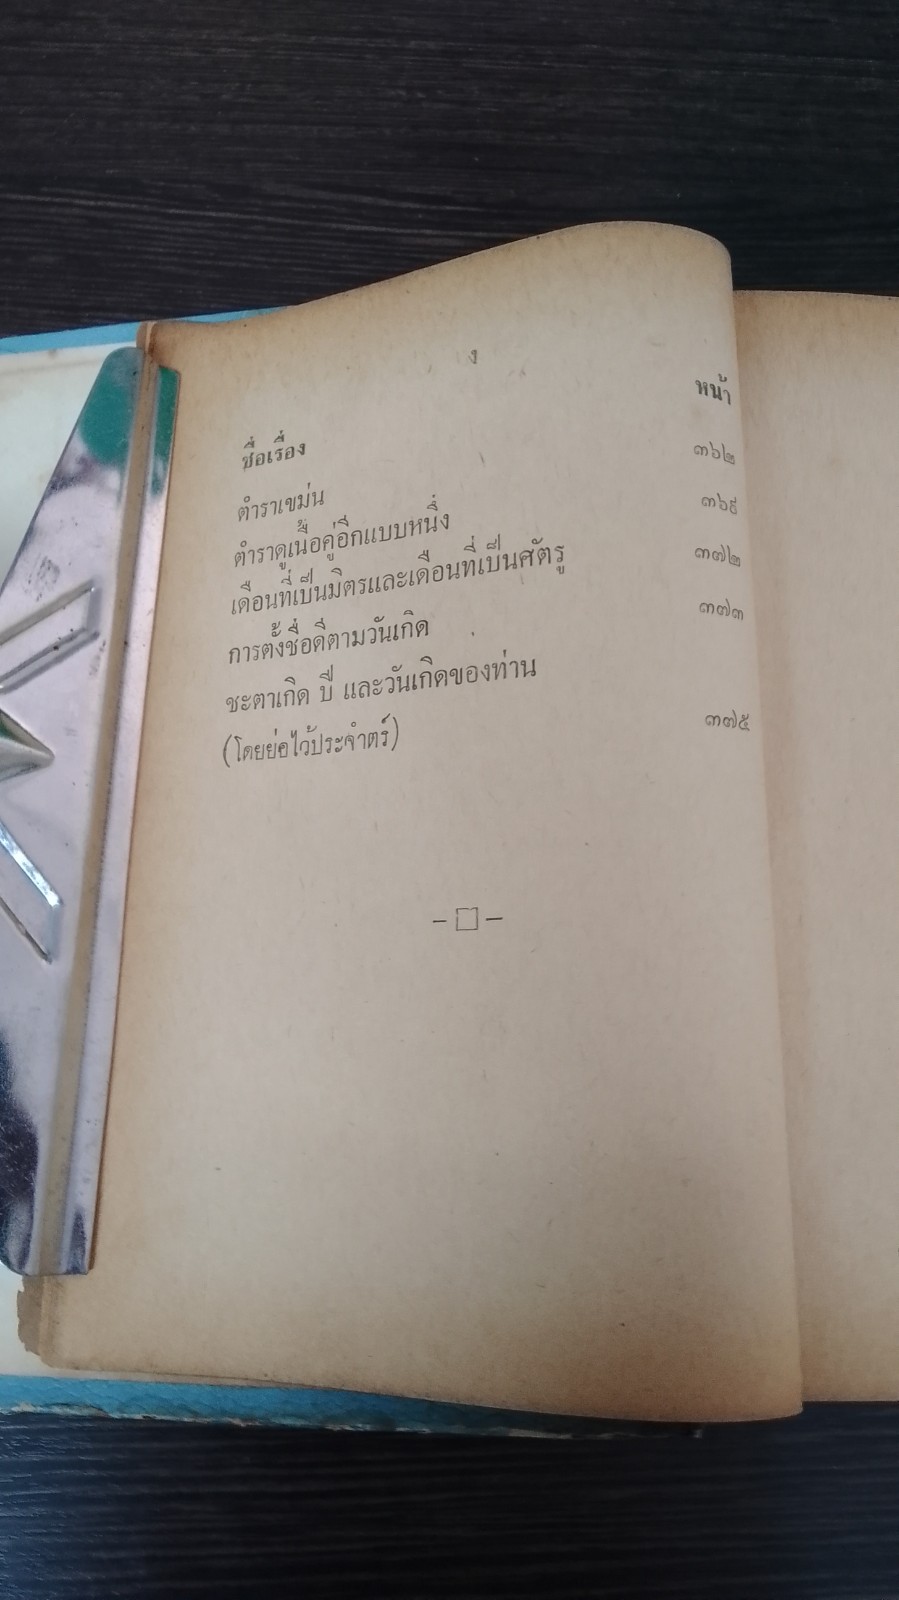 ง
ชื่อเรื่อง หน้า
ตำราเขม่น ๓๖๒
ตำราดูเนื้อคู่อีกแบบหนึ่ง ๓๖๙
เดือนที่เป็นมิตรและเดือนที่เป็นศัตรู ๓๗๒
การตั้งชื่อดีตามวันเกิด ๓๗๓
ชะตาเกิด ปี และวันเกิดของท่าน
(โดยย่อไว้ประจำตร์) ๓๗๕